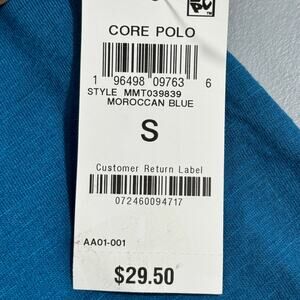 CORE POLO
1 96498 09763 6
STYLE MMT039839
MOROCCAN BLUE
S
Customer Return Label
072460094717
AA01-001
$29.50